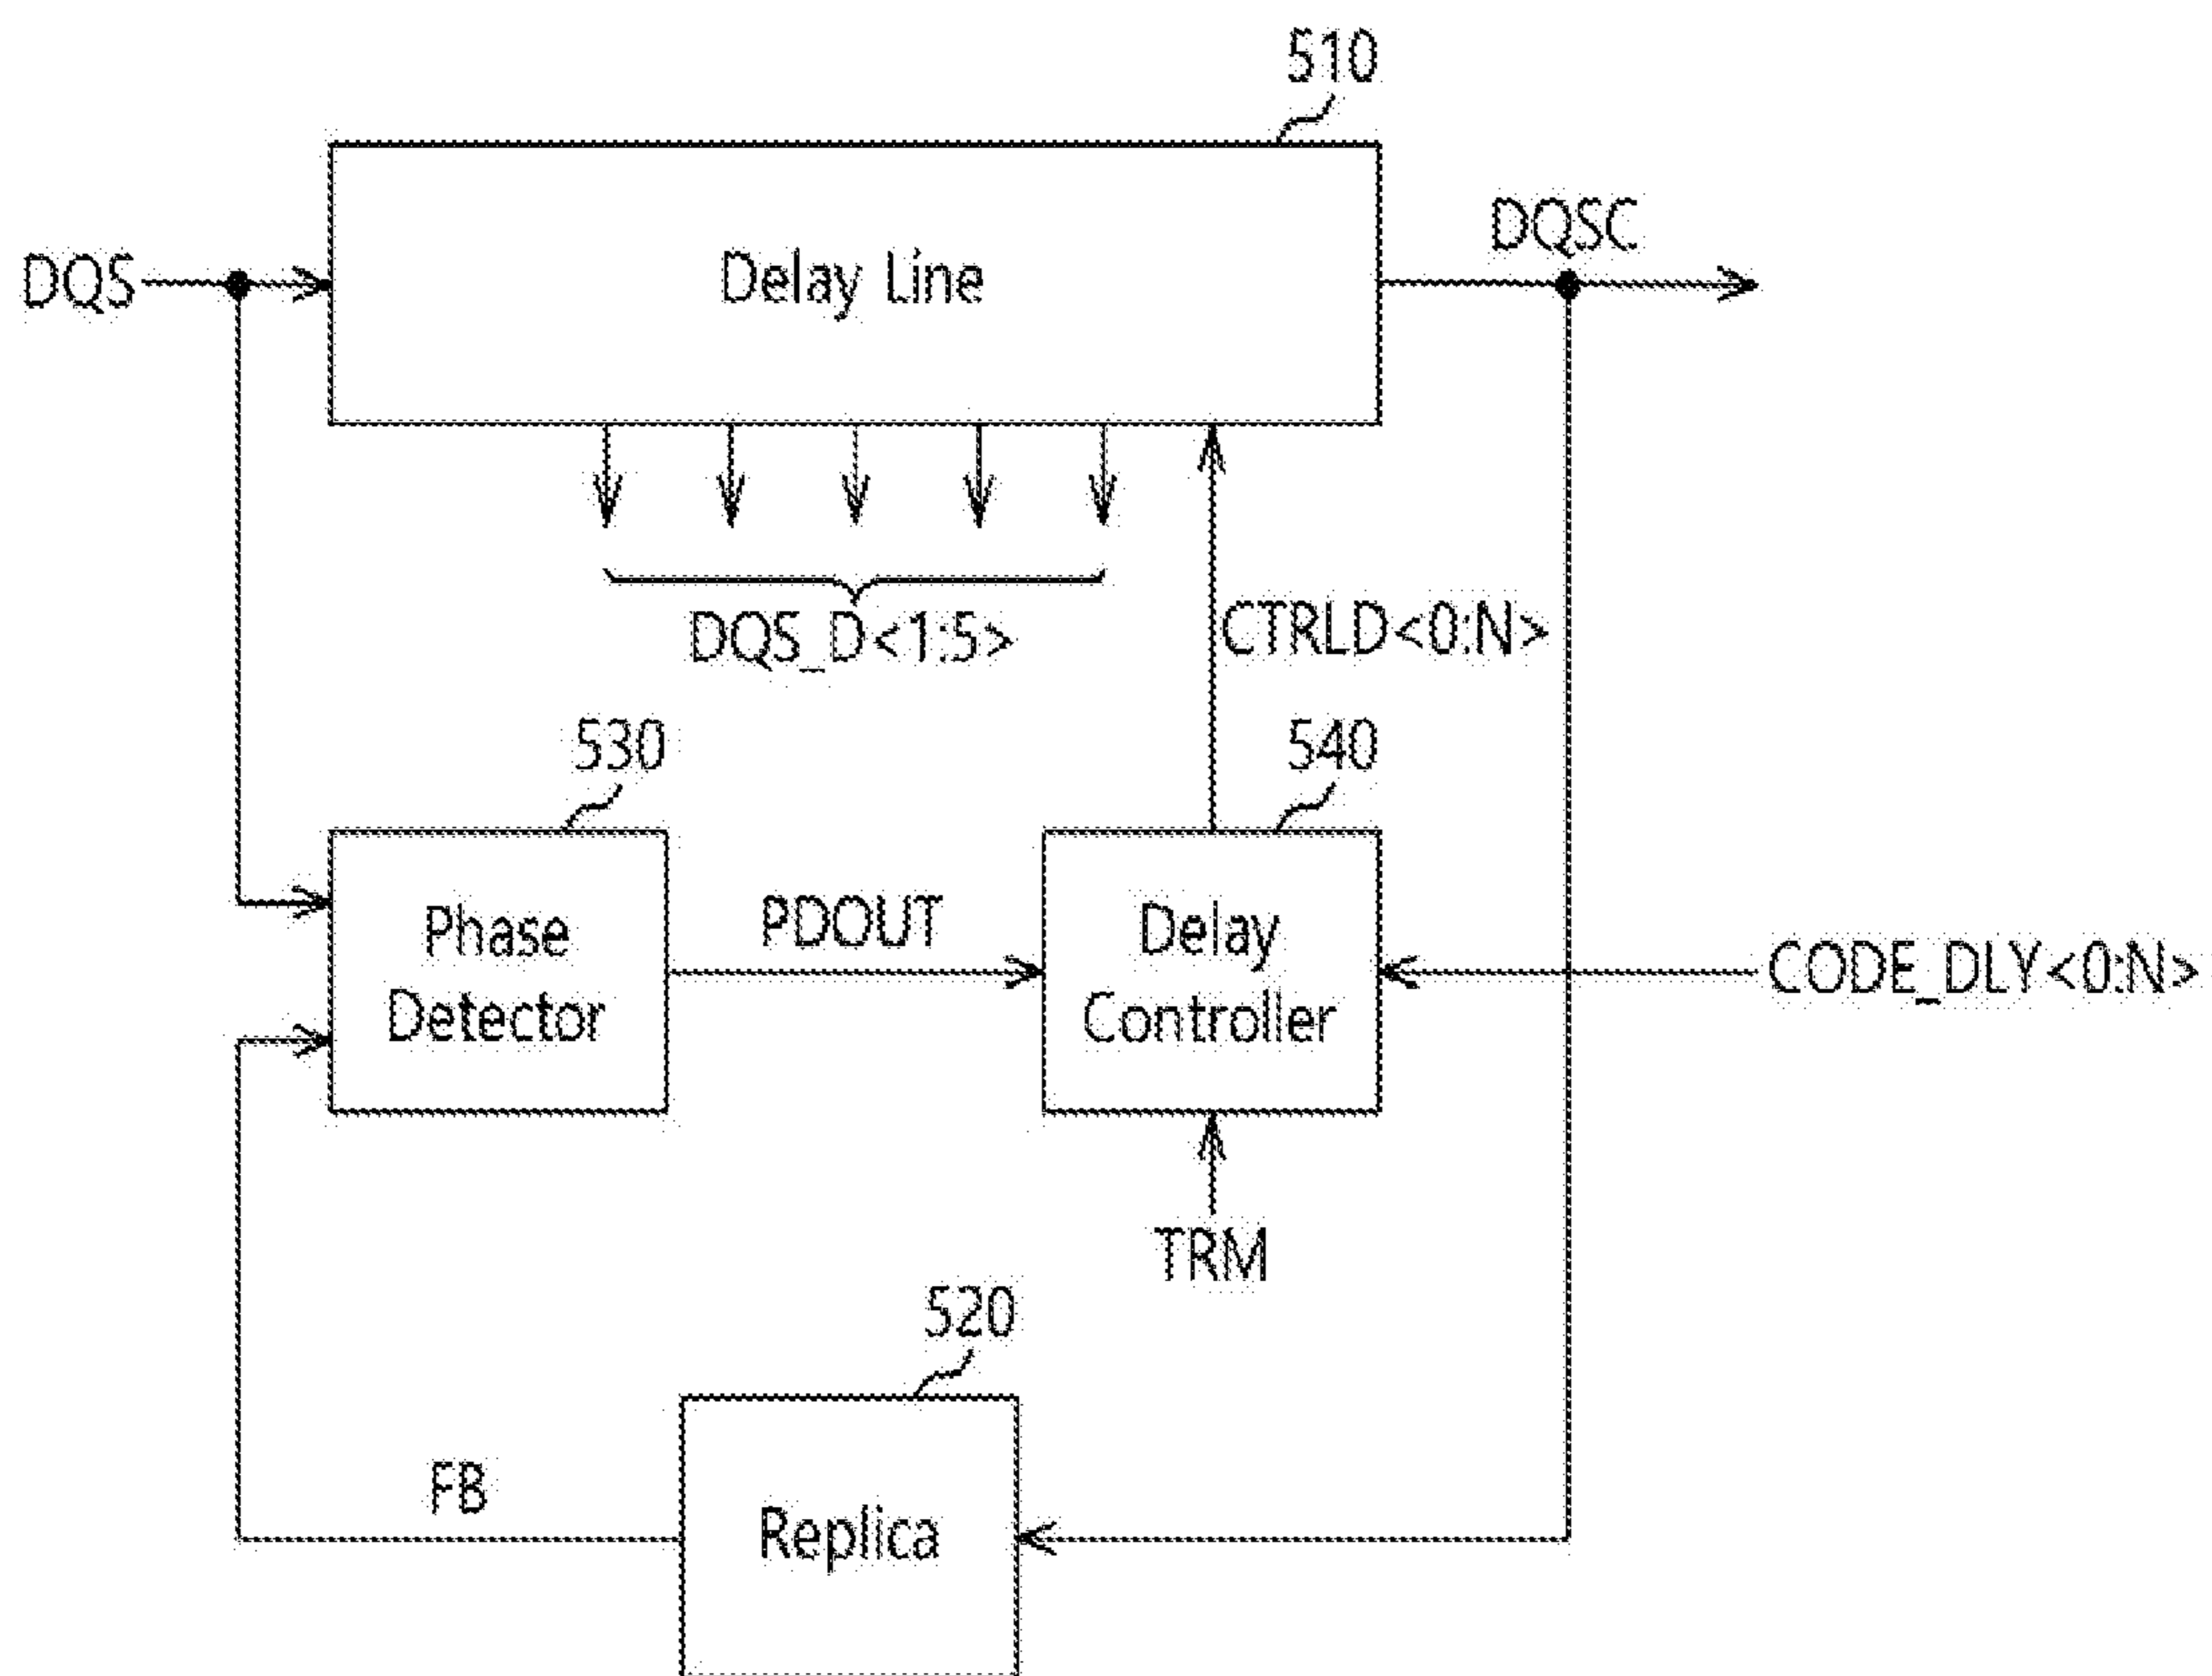 510
DQS
Delay Line
DQSC
DQS_D<1:5>
CTRLD<0:N>
530
540
Phase
Detector
PDOUT
Delay
Controller
CODE_DLY<0:N>
TRM
520
FB
Replica